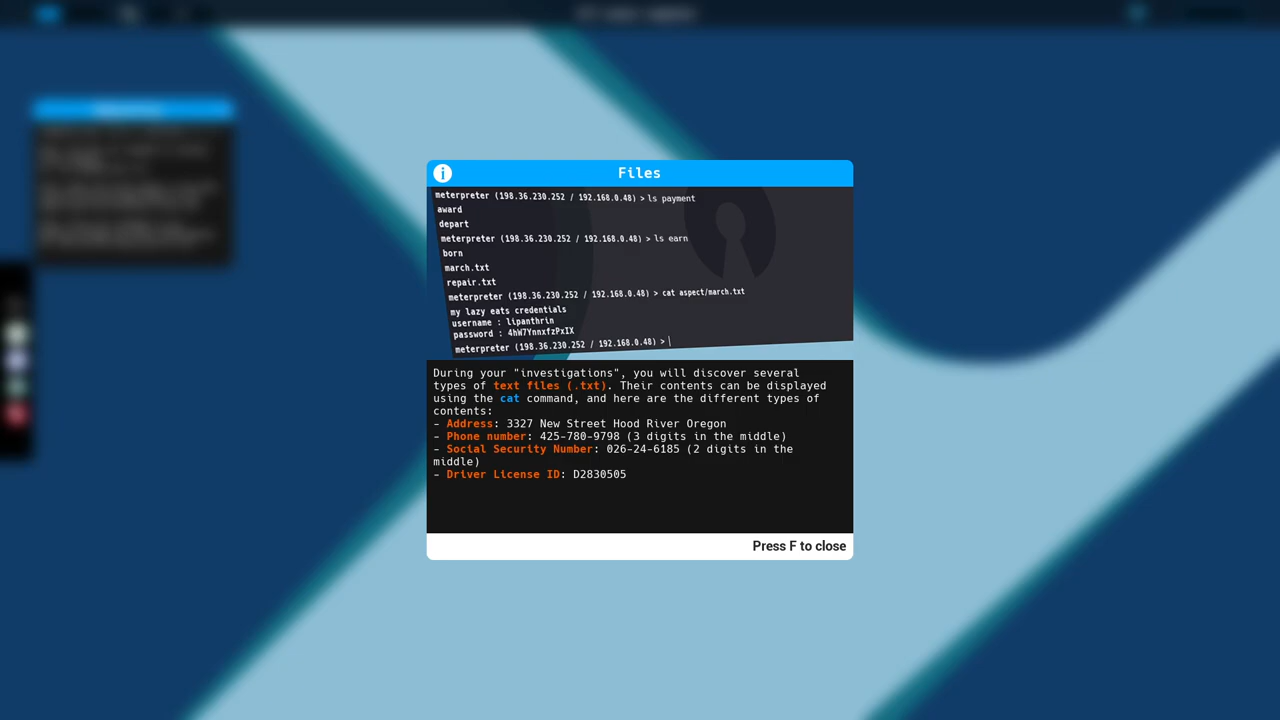 Files
meterpreter (198.36.230.252 / 192.168.0.48) > ls payment
award
depart
meterpreter (198.36.230.252 / 192.168.0.48) > ls earn
born
march.txt
repair.txt
meterpreter (198.36.230.252 / 192.168.0.48) > cat aspect/march.txt
my lazy eats credentials
username : lipanthrin
password : 4hW7YnnxfzPxIX
meterpreter (198.36.230.252 / 192.168.0.48) > |
During your "investigations", you will discover several
types of text files (.txt). Their contents can be displayed
using the cat command, and here are the different types of
contents:
- Address: 3327 New Street Hood River Oregon
- Phone number: 425-780-9798 (3 digits in the middle)
- Social Security Number: 026-24-6185 (2 digits in the
middle)
- Driver License ID: D2830505
Press F to close